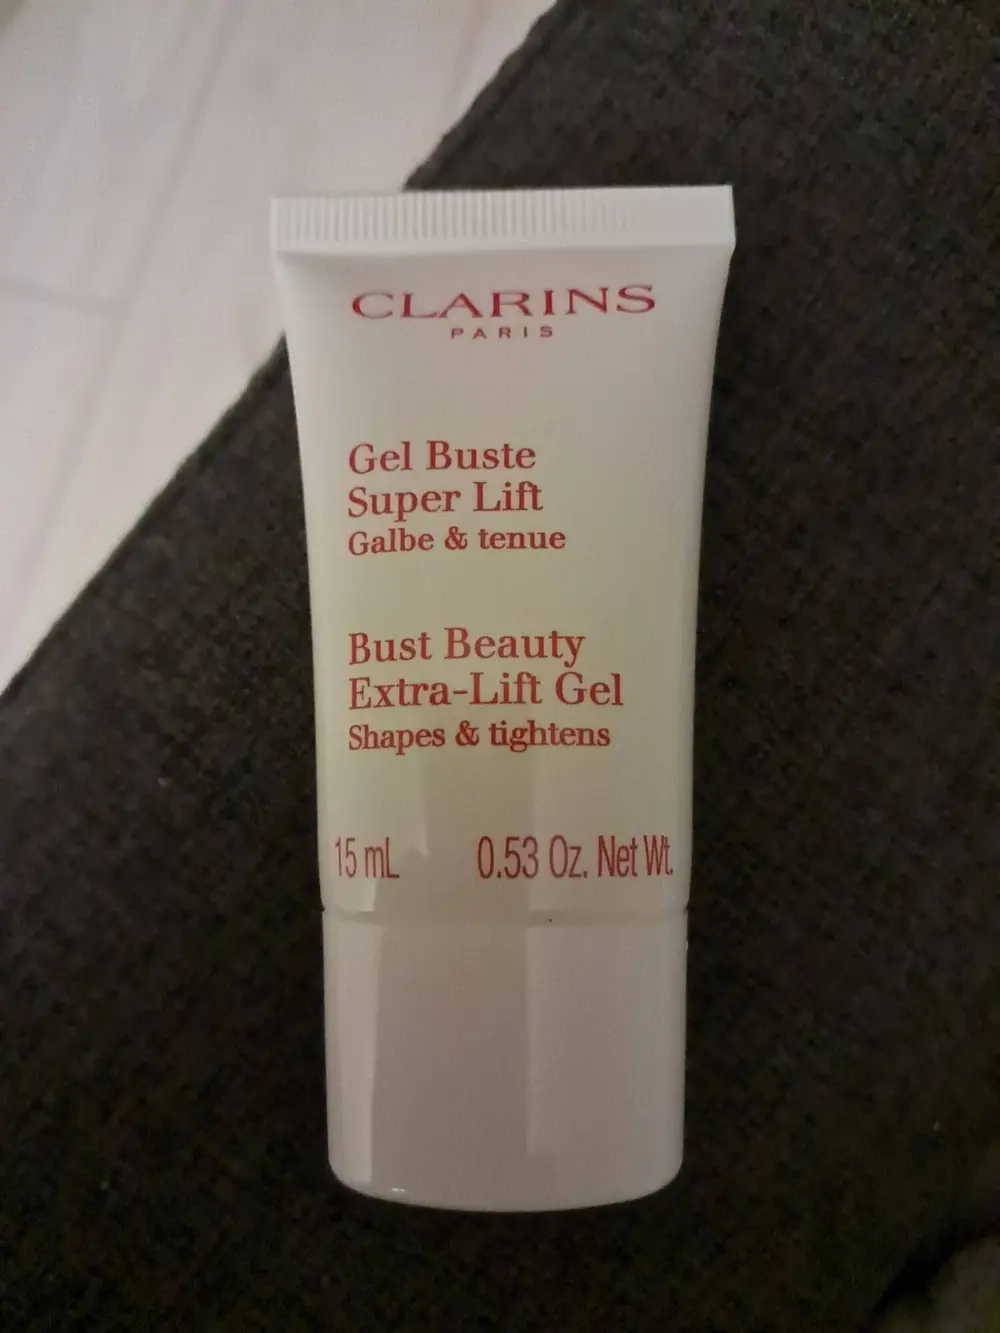 CLARINS
PARIS
Gel Buste
Super Lift
Galbe & tenue
Bust Beauty
Extra-Lift Gel
Shapes & tightens
15 mL 0.53 Oz. Net Wt.